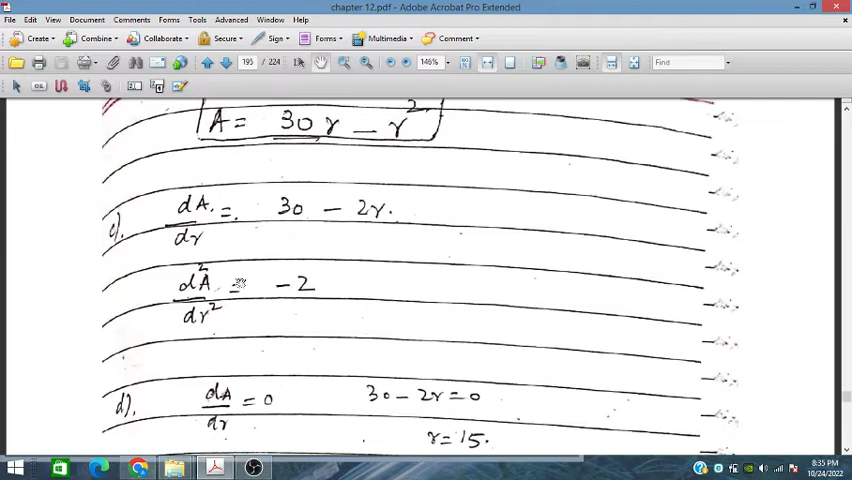 chapter 12.pdf - Adobe Acrobat Pro Extended
File Edit View Document Comments Forms Tools Advanced Window Help
Create Combine Collaborate Secure Sign Forms Multimedia Comment
195 / 224 146% Find
A = 30r - r²
c). dA/dr = 30 - 2r.
d²A/dr² = -2
d). dA/dr = 0 30 - 2r = 0
r = 15.
8:35 PM
10/24/2022